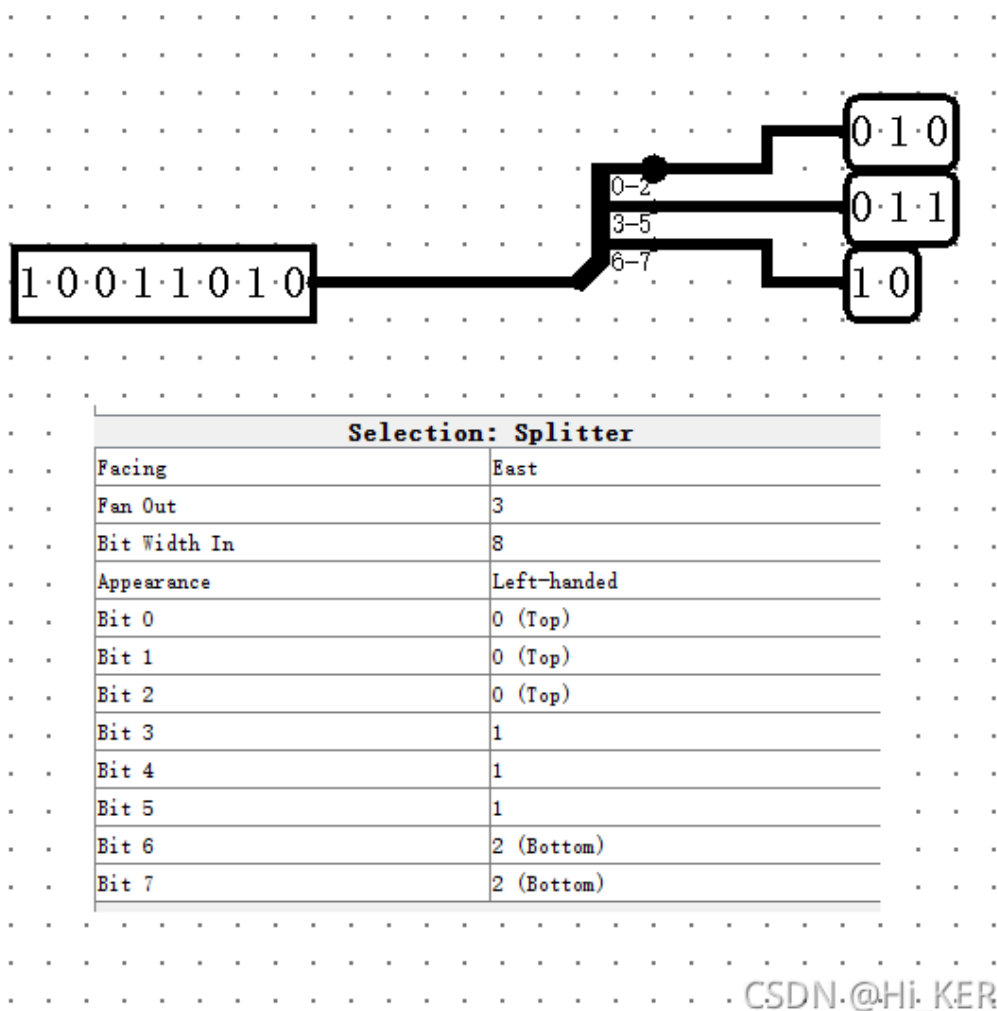 0 1 0
0-2
0 1 1
3-5
6-7
1 0 0 1 1 0 1 0
1 0
Selection: Splitter
Facing East
Fan Out 3
Bit Width In 8
Appearance Left-handed
Bit 0 0 (Top)
Bit 1 0 (Top)
Bit 2 0 (Top)
Bit 3 1
Bit 4 1
Bit 5 1
Bit 6 2 (Bottom)
Bit 7 2 (Bottom)
CSDN @Hi_KER